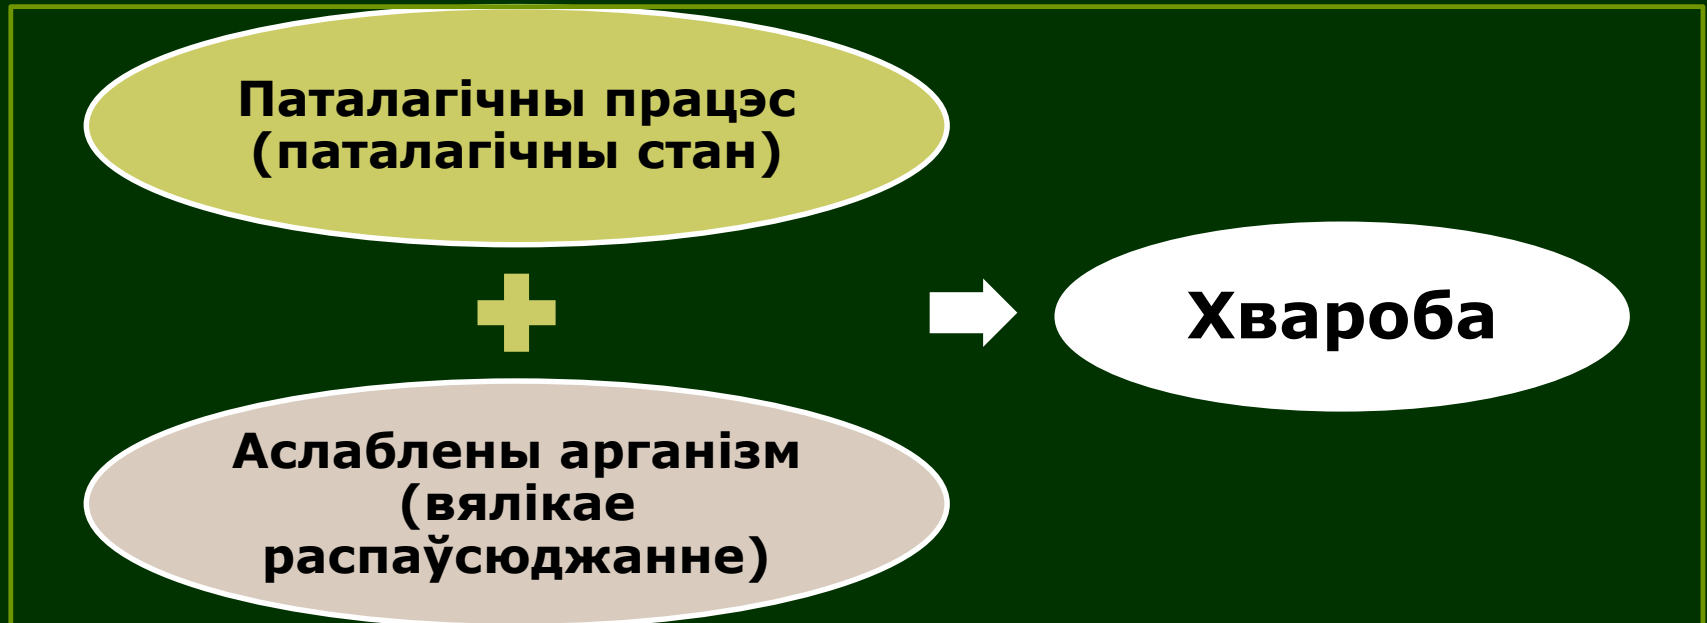 Паталагічны працэс
(паталагічны стан)
Аслаблены арганізм
(вялікае
распаўсюджанне)
Хвароба